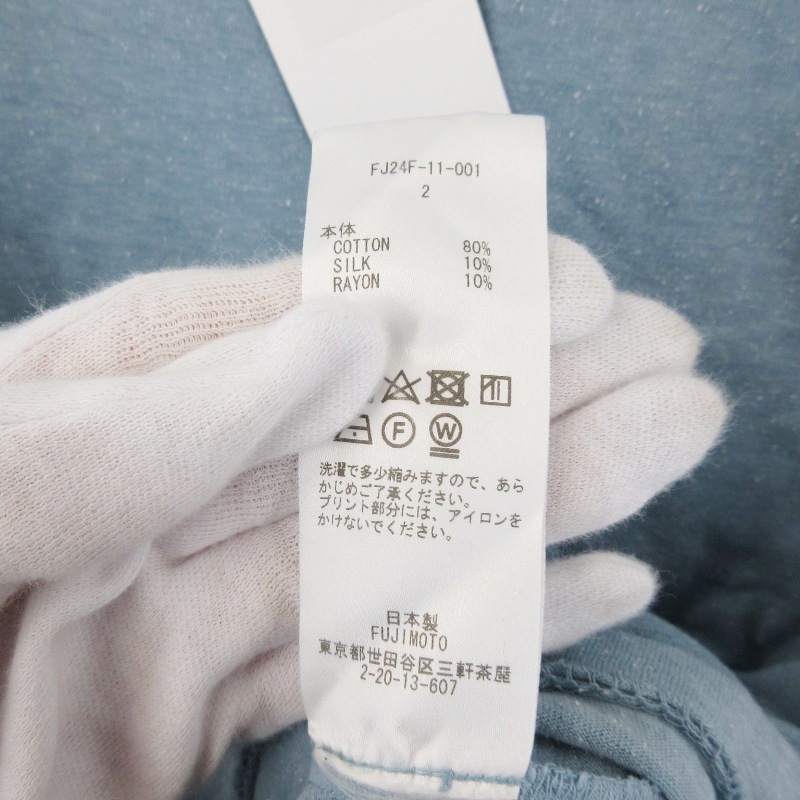 FJ24F-11-001
2
本体
COTTON 80%
SILK 10%
RAYON 10%
F W
洗濯で多少縮みますので、あら
かじめご了承ください。
プリント部分には、アイロンを
かけないでください。
日本製
FUJIMOTO
東京都世田谷区三軒茶屋
2-20-13-607